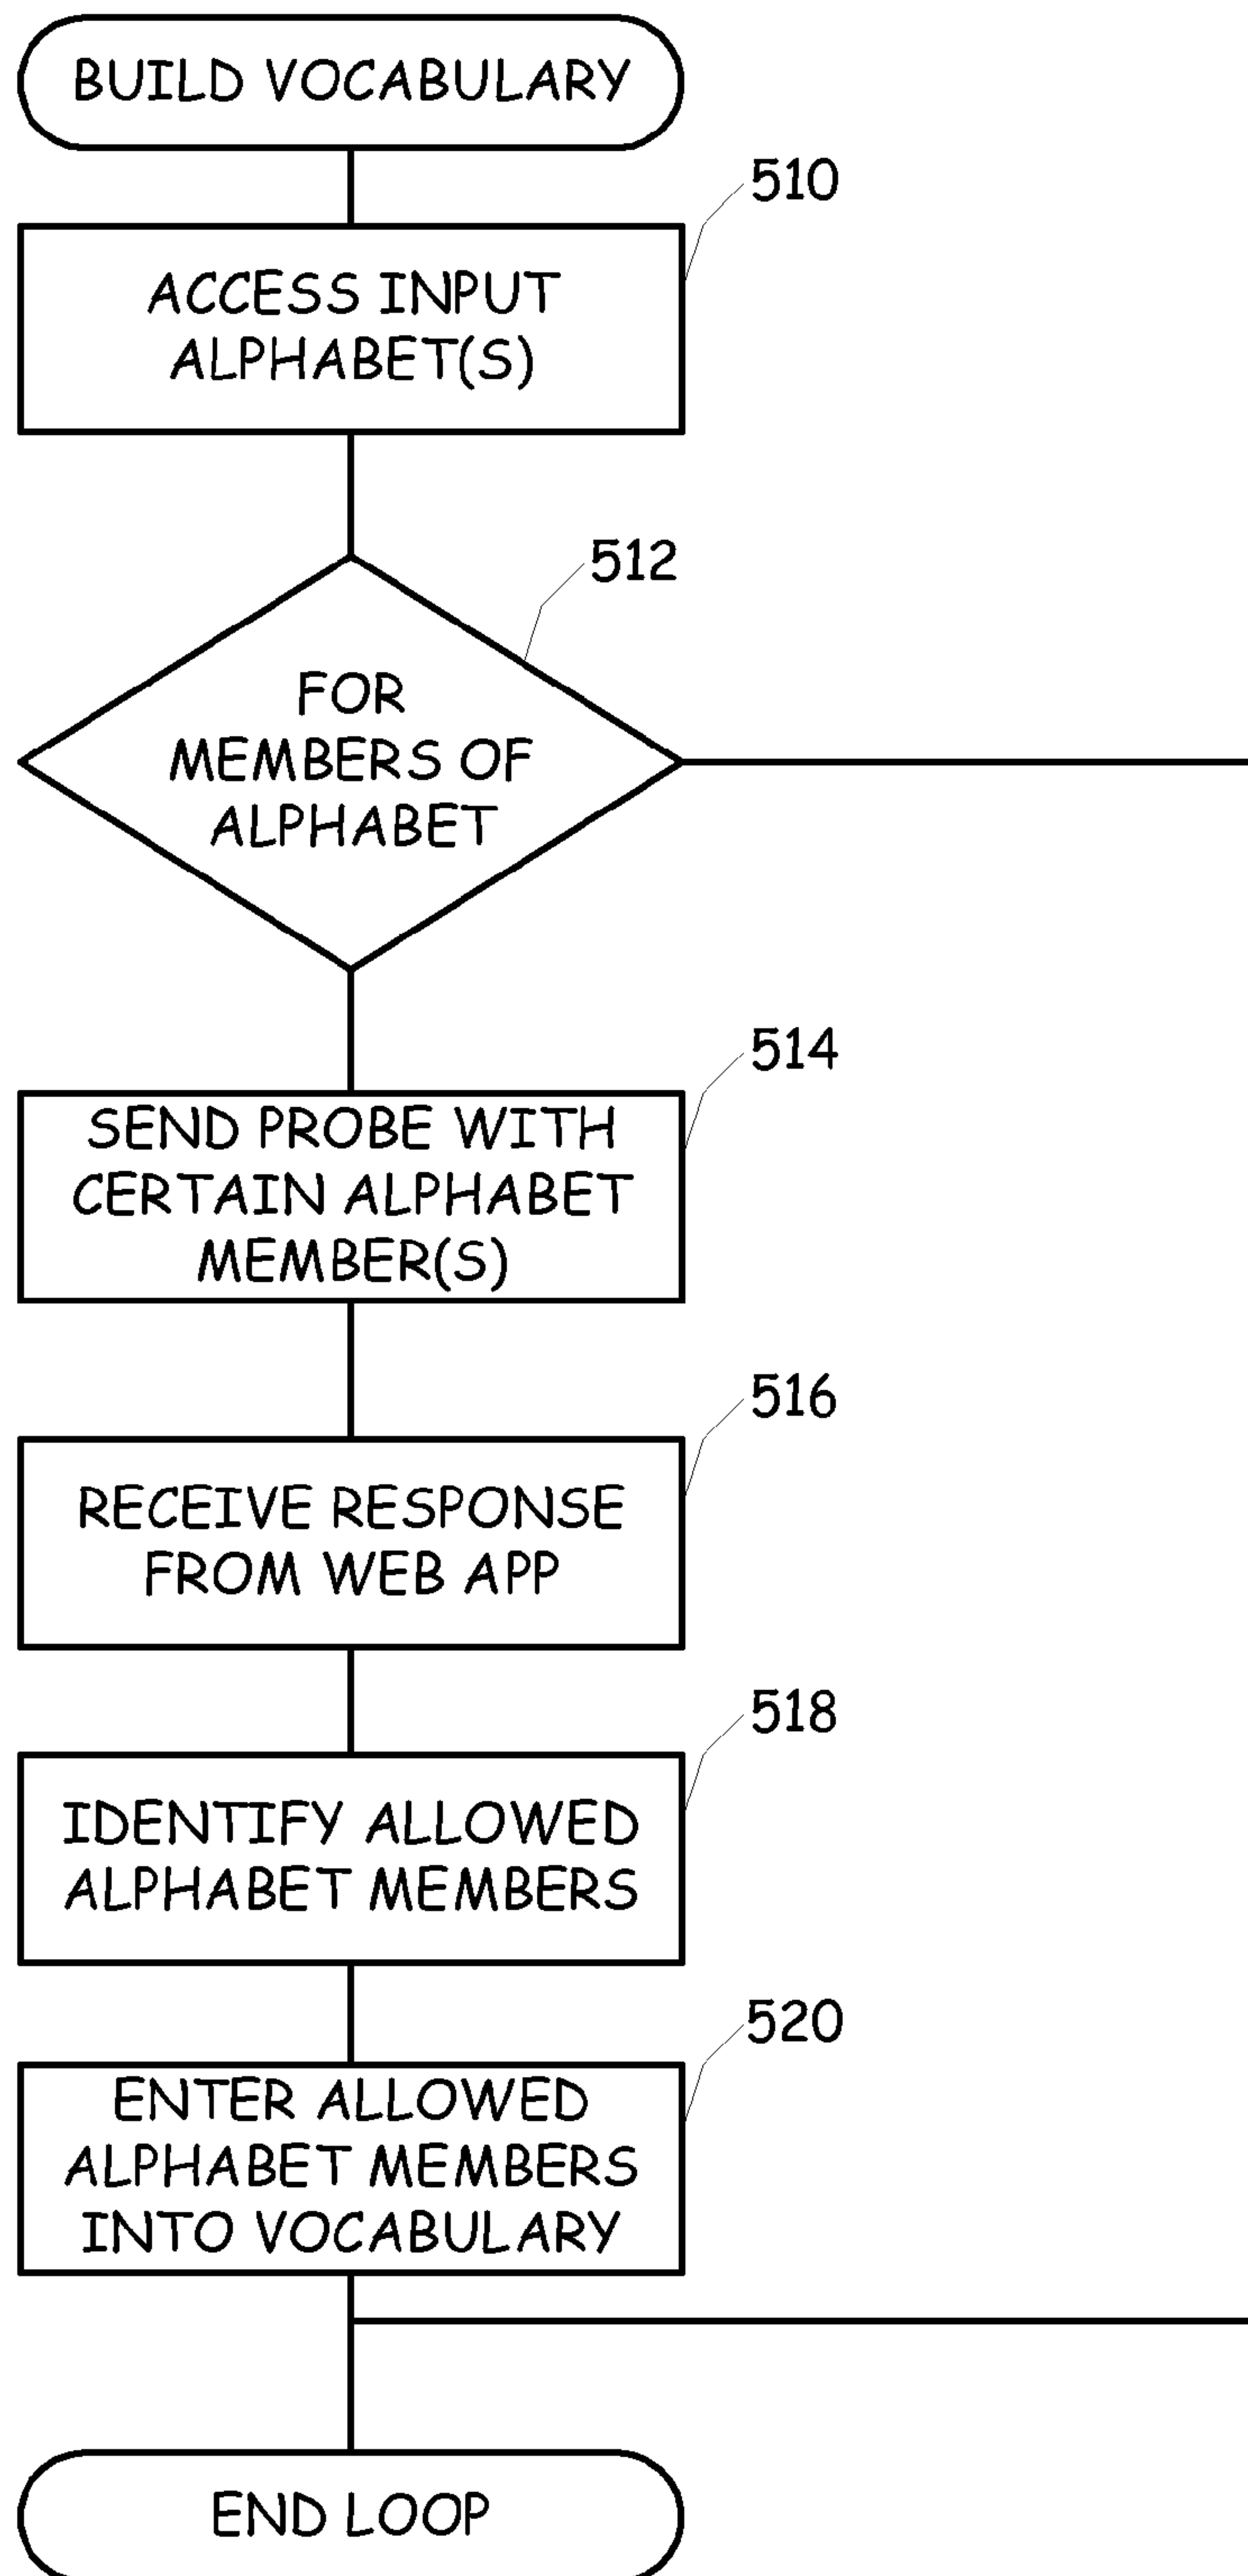 BUILD VOCABULARY
510
ACCESS INPUT
ALPHABET(S)
512
FOR
MEMBERS OF
ALPHABET
514
SEND PROBE WITH
CERTAIN ALPHABET
MEMBER(S)
516
RECEIVE RESPONSE
FROM WEB APP
518
IDENTIFY ALLOWED
ALPHABET MEMBERS
520
ENTER ALLOWED
ALPHABET MEMBERS
INTO VOCABULARY
END LOOP